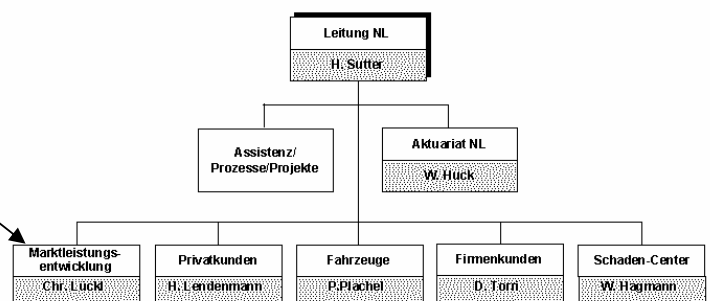 Leitung NL
H. Sutter
Assistenz/
Prozesse/Projekte
Aktuariat NL
W. Huck
Marktleistungs-
entwicklung
Chr. Lückl
Privatkunden
H. Lendenmann
Fahrzeuge
P.Plachel
Firmenkunden
D. Torri
Schaden-Center
W. Hagmann